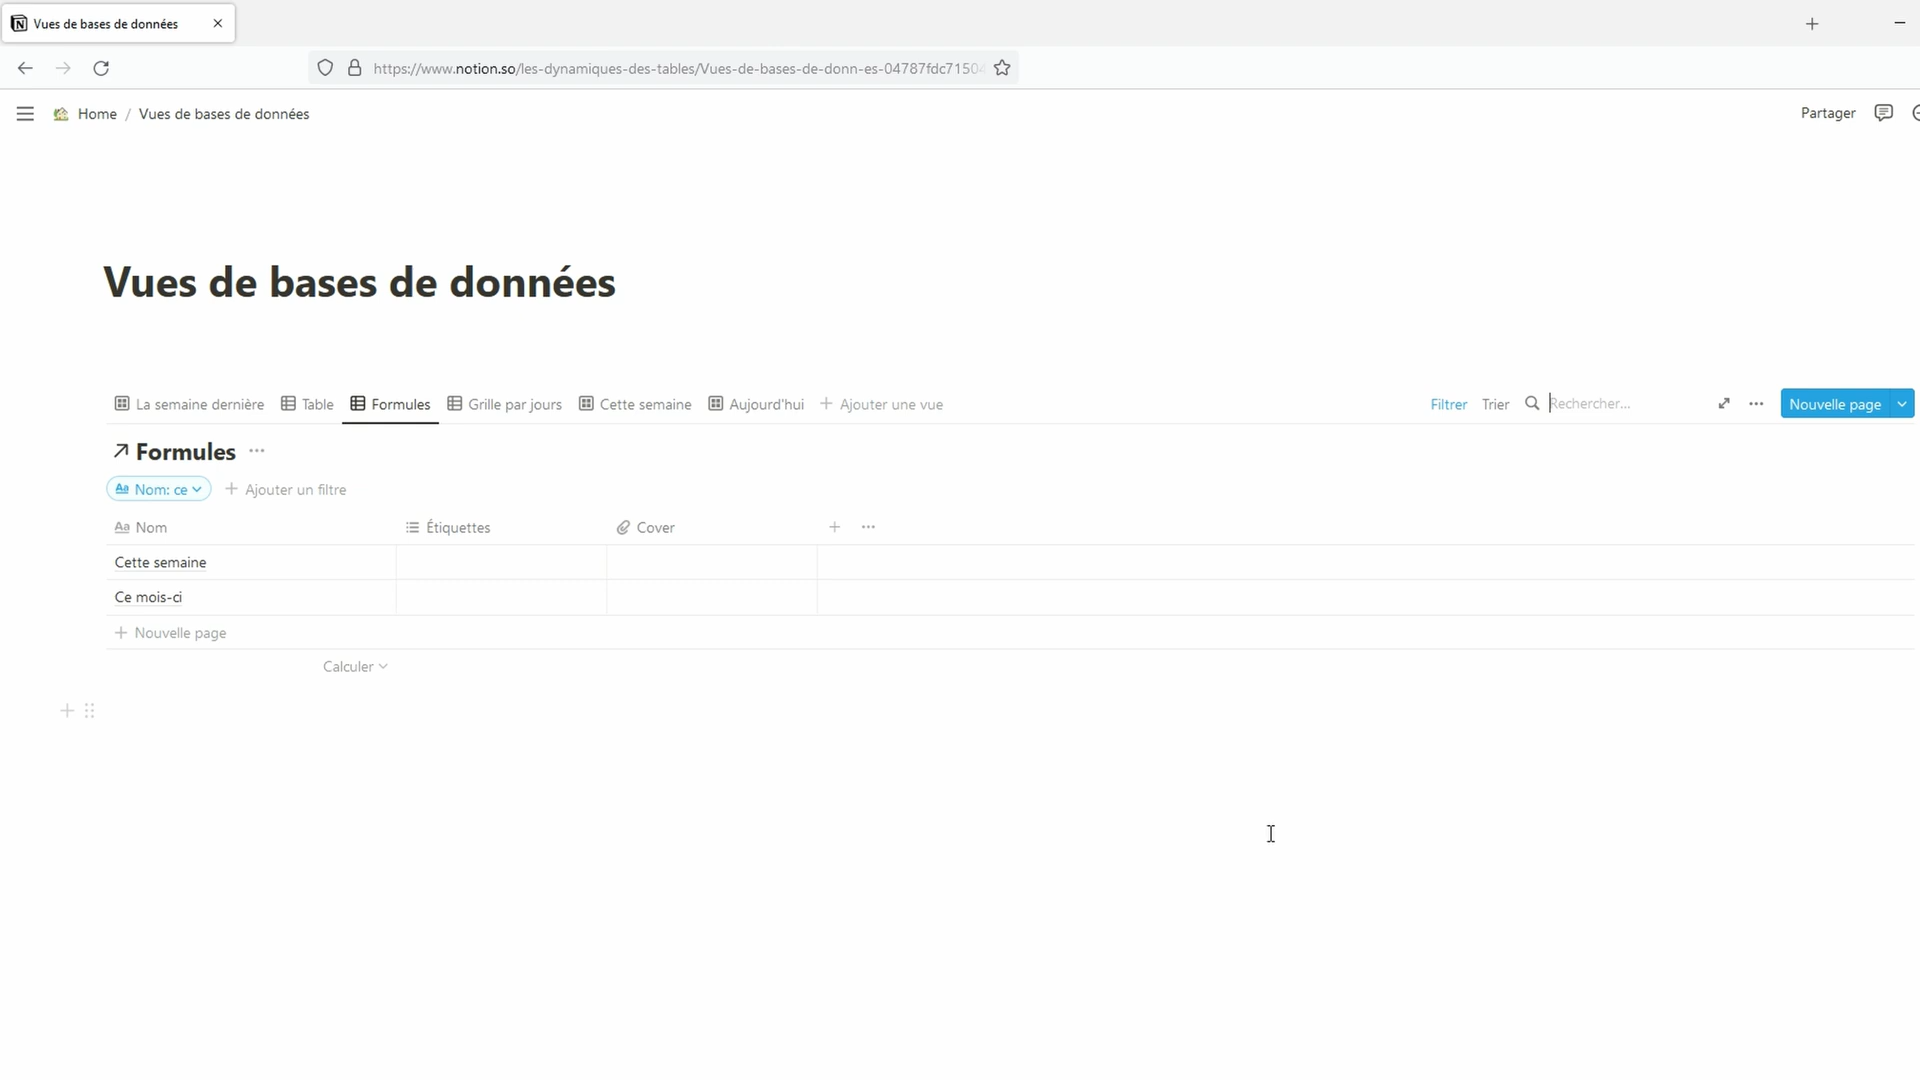 Vues de bases de données
https://www.notion.so/les-dynamiques-des-tables/Vues-de-bases-de-donn-es-04787fdc71504
Home / Vues de bases de données
Partager
Vues de bases de données
La semaine dernière Table Formules Grille par jours Cette semaine Aujourd'hui + Ajouter une vue Filtrer Trier Rechercher... Nouvelle page
Formules
Aa Nom: ce + Ajouter un filtre
Aa Nom Étiquettes Cover
Cette semaine
Ce mois-ci
+ Nouvelle page
Calculer